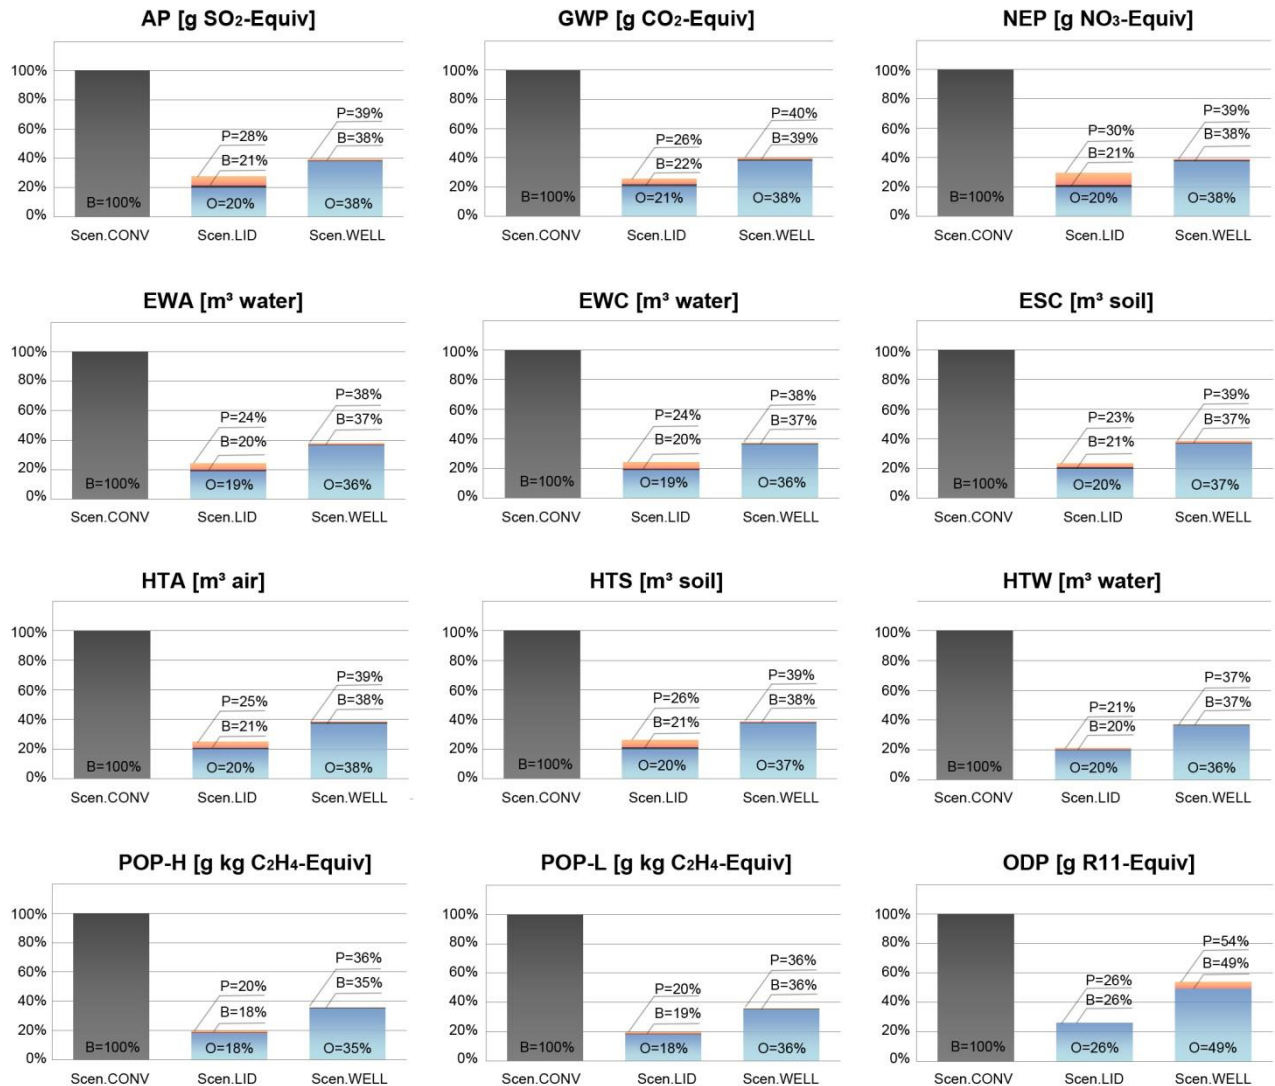 AP [g SO₂-Equiv]
100%
80%
60%
40%
20%
0%
P=28%
B=21%
P=39%
B=38%
B=100%
O=20%
O=38%
Scen.CONV
Scen.LID
Scen.WELL
GWP [g CO₂-Equiv]
100%
80%
60%
40%
20%
0%
P=26%
B=22%
P=40%
B=39%
B=100%
O=21%
O=38%
Scen.CONV
Scen.LID
Scen.WELL
NEP [g NO₃-Equiv]
100%
80%
60%
40%
20%
0%
P=30%
B=21%
P=39%
B=38%
B=100%
O=20%
O=38%
Scen.CONV
Scen.LID
Scen.WELL
EWA [m³ water]
100%
80%
60%
40%
20%
0%
P=24%
B=20%
P=38%
B=37%
B=100%
O=19%
O=36%
Scen.CONV
Scen.LID
Scen.WELL
EWC [m³ water]
100%
80%
60%
40%
20%
0%
P=24%
B=20%
P=38%
B=37%
B=100%
O=19%
O=36%
Scen.CONV
Scen.LID
Scen.WELL
ESC [m³ soil]
100%
80%
60%
40%
20%
0%
P=23%
B=21%
P=39%
B=37%
B=100%
O=20%
O=37%
Scen.CONV
Scen.LID
Scen.WELL
HTA [m³ air]
100%
80%
60%
40%
20%
0%
P=25%
B=21%
P=39%
B=38%
B=100%
O=20%
O=38%
Scen.CONV
Scen.LID
Scen.WELL
HTS [m³ soil]
100%
80%
60%
40%
20%
0%
P=26%
B=21%
P=39%
B=38%
B=100%
O=20%
O=37%
Scen.CONV
Scen.LID
Scen.WELL
HTW [m³ water]
100%
80%
60%
40%
20%
0%
P=21%
B=20%
P=37%
B=37%
B=100%
O=20%
O=36%
Scen.CONV
Scen.LID
Scen.WELL
POP-H [g kg C₂H₄-Equiv]
100%
80%
60%
40%
20%
0%
P=20%
B=18%
P=36%
B=35%
B=100%
O=18%
O=35%
Scen.CONV
Scen.LID
Scen.WELL
POP-L [g kg C₂H₄-Equiv]
100%
80%
60%
40%
20%
0%
P=20%
B=19%
P=36%
B=36%
B=100%
O=18%
O=36%
Scen.CONV
Scen.LID
Scen.WELL
ODP [g R11-Equiv]
100%
80%
60%
40%
20%
0%
P=26%
B=26%
P=54%
B=49%
B=100%
O=26%
O=49%
Scen.CONV
Scen.LID
Scen.WELL